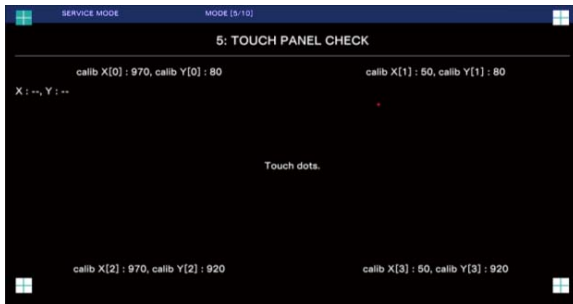 SERVICE MODE MODE [5/10]
5: TOUCH PANEL CHECK
calib X[0] : 970, calib Y[0] : 80 calib X[1] : 50, calib Y[1] : 80
X : --, Y : --
Touch dots.
calib X[2] : 970, calib Y[2] : 920 calib X[3] : 50, calib Y[3] : 920